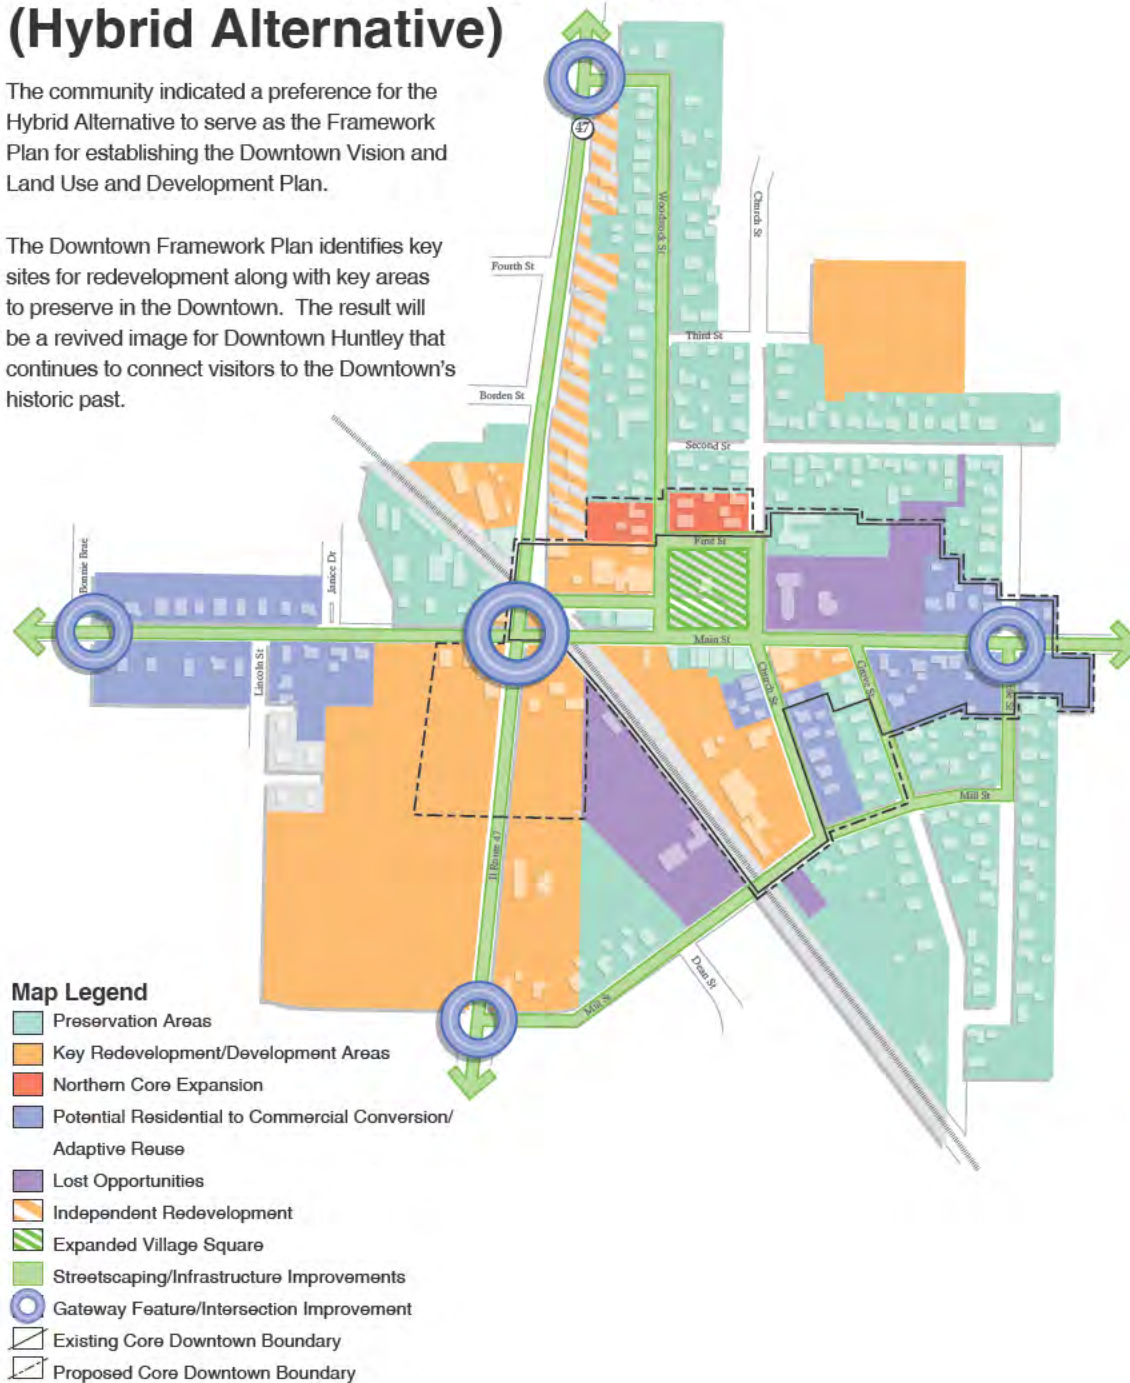 (Hybrid Alternative)
The community indicated a preference for the
Hybrid Alternative to serve as the Framework
Plan for establishing the Downtown Vision and
Land Use and Development Plan.
The Downtown Framework Plan identifies key
sites for redevelopment along with key areas
to preserve in the Downtown. The result will
be a revived image for Downtown Huntley that
continues to connect visitors to the Downtown's
historic past.
47
Woodstock St
Church St
Fourth St
Third St
Borden St
Second St
First St
Bonnie Brae
Janice Dr
Main St
Lincoln St
Church St
Grove St
Mill St
Il Route 47
Dean St
Mill St
Map Legend
Preservation Areas
Key Redevelopment/Development Areas
Northern Core Expansion
Potential Residential to Commercial Conversion/
Adaptive Reuse
Lost Opportunities
Independent Redevelopment
Expanded Village Square
Streetscaping/Infrastructure Improvements
Gateway Feature/Intersection Improvement
Existing Core Downtown Boundary
Proposed Core Downtown Boundary